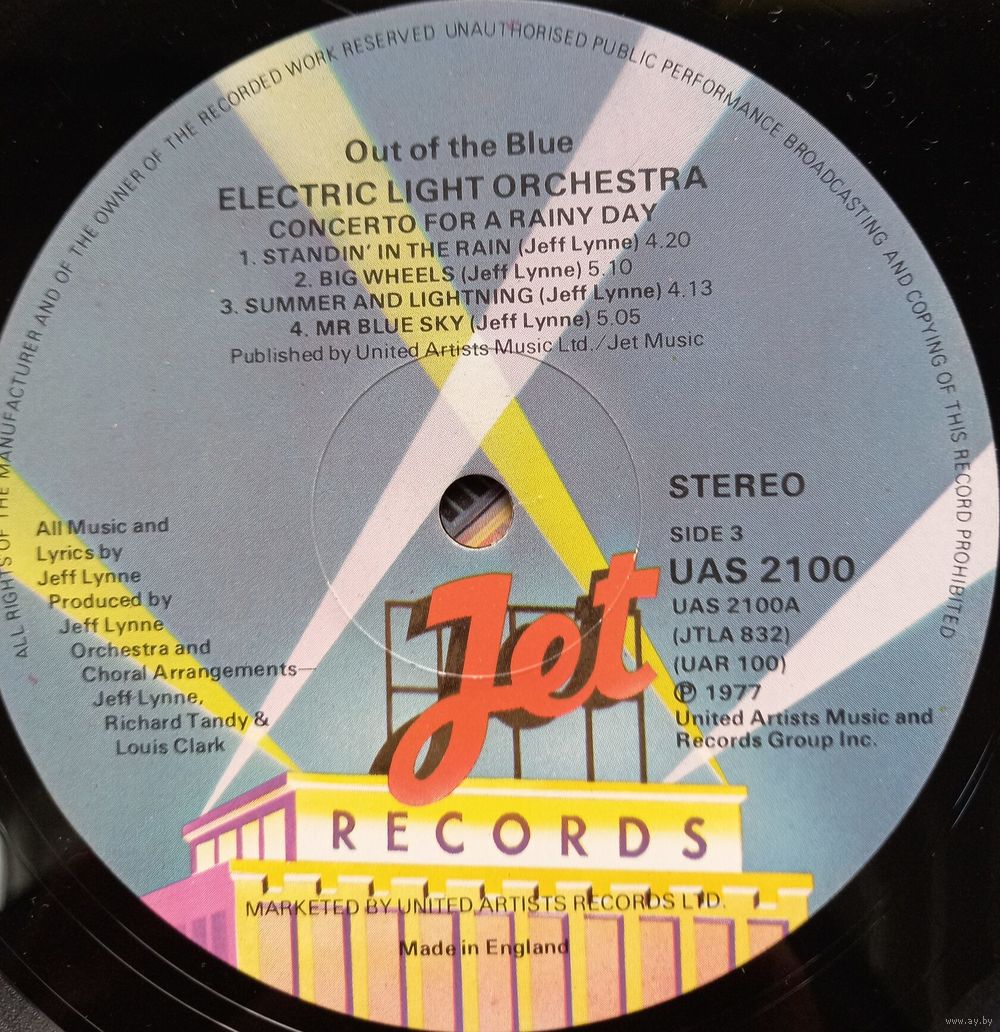 ALL RIGHTS OF THE MANUFACTURER AND OF THE OWNER OF THE RECORDED WORK RESERVED UNAUTHORISED PUBLIC PERFORMANCE BROADCASTING AND COPYING OF THIS RECORD PROHIBITED
Out of the Blue
ELECTRIC LIGHT ORCHESTRA
CONCERTO FOR A RAINY DAY
1. STANDIN' IN THE RAIN (Jeff Lynne) 4.20
2. BIG WHEELS (Jeff Lynne) 5.10
3. SUMMER AND LIGHTNING (Jeff Lynne) 4.13
4. MR BLUE SKY (Jeff Lynne) 5.05
Published by United Artists Music Ltd./Jet Music
All Music and
Lyrics by
Jeff Lynne
Produced by
Jeff Lynne
Orchestra and
Choral Arrangements—
Jeff Lynne,
Richard Tandy &
Louis Clark
STEREO
SIDE 3
UAS 2100
UAS 2100A
(JTLA 832)
(UAR 100)
℗ 1977
United Artists Music and
Records Group Inc.
Jet
RECORDS
MARKETED BY UNITED ARTISTS RECORDS LTD.
Made in England
www.ay.by